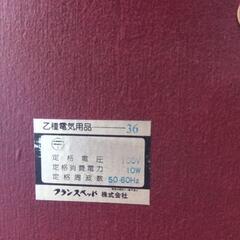 乙種電気用品 36
〒
定格電圧 100V
定格消費電力 10W
定格周波数 50-60Hz
フランスベッド株式会社